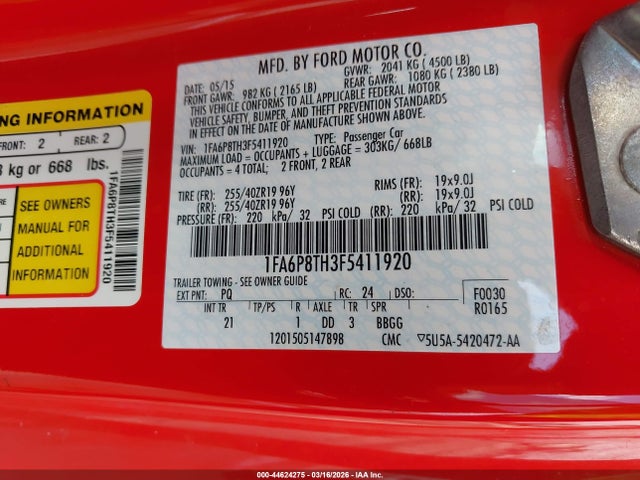 NG INFORMATION
FRONT: 2 REAR: 2
kg or 668 lbs.
SEE OWNERS
MANUAL FOR
ADDITIONAL
INFORMATION
1FA6P8TH3F5411920
MFD. BY FORD MOTOR CO.
DATE: 05/15 GVWR: 2041 KG ( 4500 LB)
FRONT GAWR: 982 KG ( 2165 LB) REAR GAWR: 1080 KG ( 2380 LB)
THIS VEHICLE CONFORMS TO ALL APPLICABLE FEDERAL MOTOR
VEHICLE SAFETY, BUMPER, AND THEFT PREVENTION STANDARDS
IN EFFECT ON THE DATE OF MANUFACTURE SHOWN ABOVE.
VIN: 1FA6P8TH3F5411920 TYPE: Passenger Car
MAXIMUM LOAD = OCCUPANTS + LUGGAGE = 303KG/ 668LB
OCCUPANTS = 4 TOTAL; 2 FRONT, 2 REAR
TIRE (FR): 255/40ZR19 96Y RIMS (FR): 19x9.0J
(RR): 255/40ZR19 96Y (RR): 19x9.0J
PRESSURE (FR): 220 kPa/ 32 PSI COLD (RR): 220 kPa/ 32 PSI COLD
1FA6P8TH3F5411920
TRAILER TOWING - SEE OWNER GUIDE
EXT PNT: PQ RC: 24 DSO: F0030
R0165
INT TR TP/PS R AXLE TR SPR
21 1 DD 3 BBGG
1201505147898 CMC 5U5A-5420472-AA
000-44624275 — 03/16/2026 — IAA Inc.